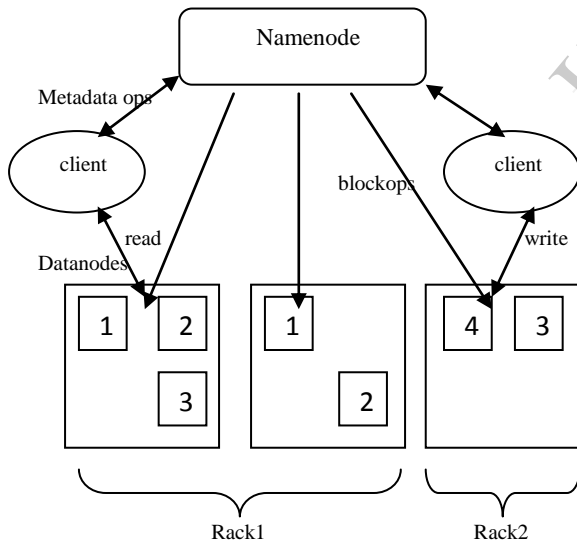 Namenode
Metadata ops
client
client
blockops
read
write
Datanodes
1 2 1 4 3
3 2
Rack1 Rack2